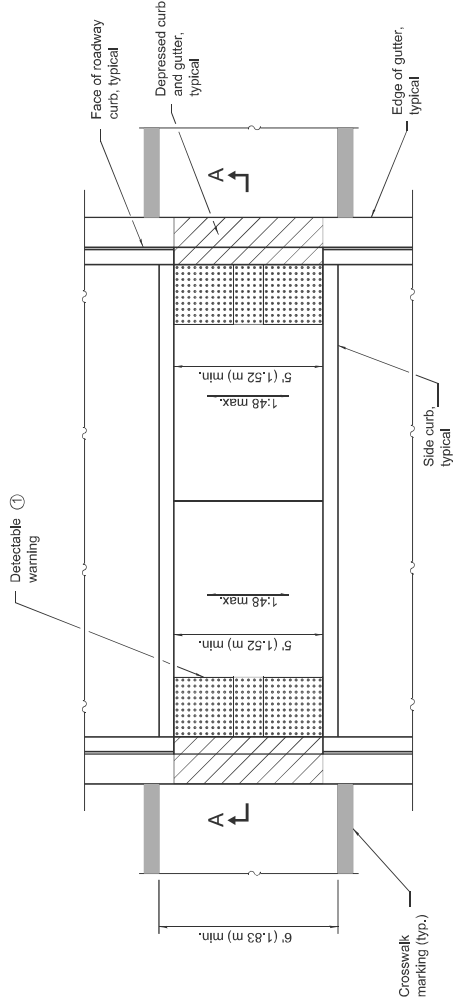 Face of roadway
curb, typical
Depressed curb
and gutter,
typical
Edge of gutter,
typical
A
5' (1.52 m) min.
1:48 max.
Side curb,
typical
Detectable ①
warning
1:48 max.
5' (1.52 m) min.
A
6' (1.83 m) min.
Crosswalk
marking (typ.)